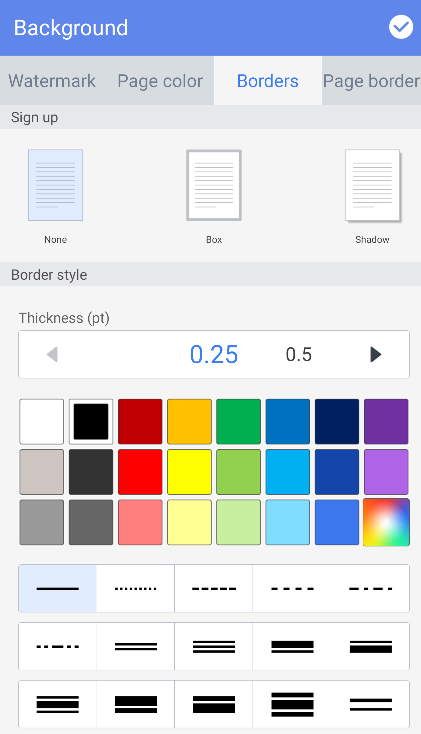 Background
Watermark Page color Borders Page border
Sign up
None Box Shadow
Border style
Thickness (pt)
0.25 0.5